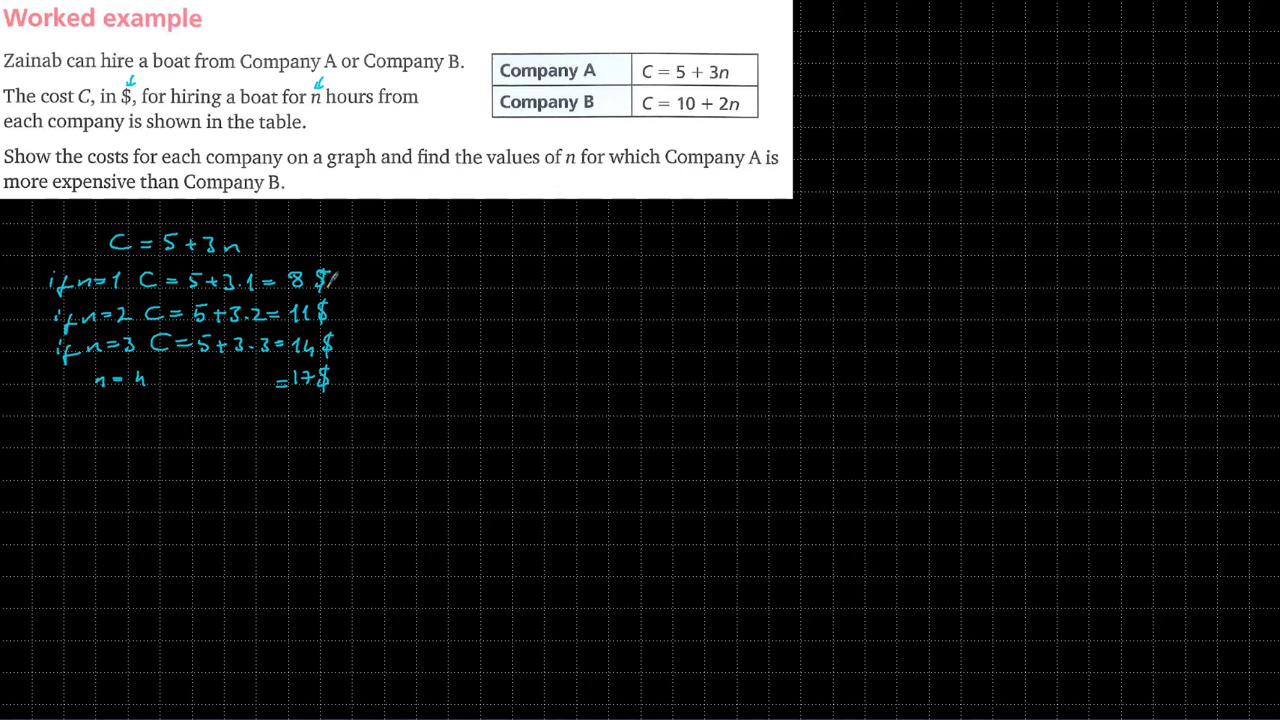 Worked example
Zainab can hire a boat from Company A or Company B.
The cost C, in $, for hiring a boat for n hours from
each company is shown in the table.
Company A C = 5 + 3n
Company B C = 10 + 2n
Show the costs for each company on a graph and find the values of n for which Company A is
more expensive than Company B.
C = 5 + 3n
if n=1 C = 5+3.1 = 8 $
if n=2 C = 5+3.2 = 11 $
if n=3 C = 5+3.3 = 14 $
n = 4 = 17 $